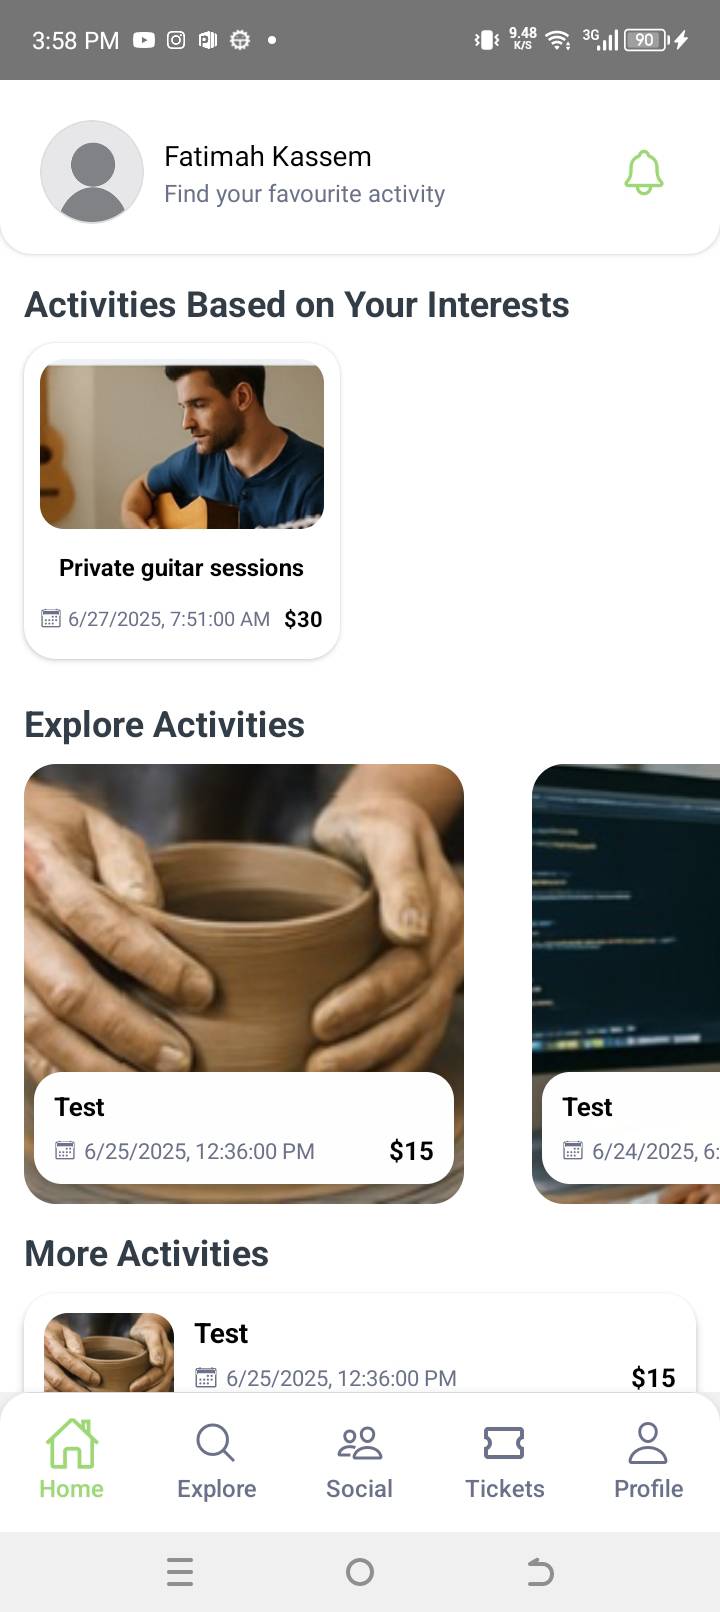 3:58 PM
9.48
K/S
3G
90
Fatimah Kassem
Find your favourite activity
Activities Based on Your Interests
Private guitar sessions
6/27/2025, 7:51:00 AM $30
Explore Activities
Test
6/25/2025, 12:36:00 PM $15
Test
6/24/2025, 6:
More Activities
Test
6/25/2025, 12:36:00 PM $15
Home Explore Social Tickets Profile